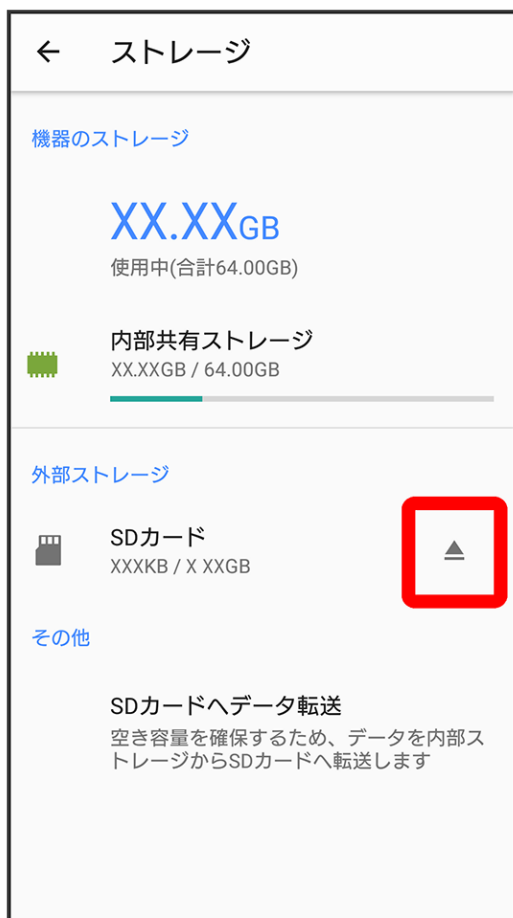 ストレージ
機器のストレージ
XX.XXGB
使用中(合計64.00GB)
内部共有ストレージ
XX.XXGB / 64.00GB
外部ストレージ
SDカード
XXXKB / X XXGB
その他
SDカードへデータ転送
空き容量を確保するため、データを内部ス
トレージからSDカードへ転送します